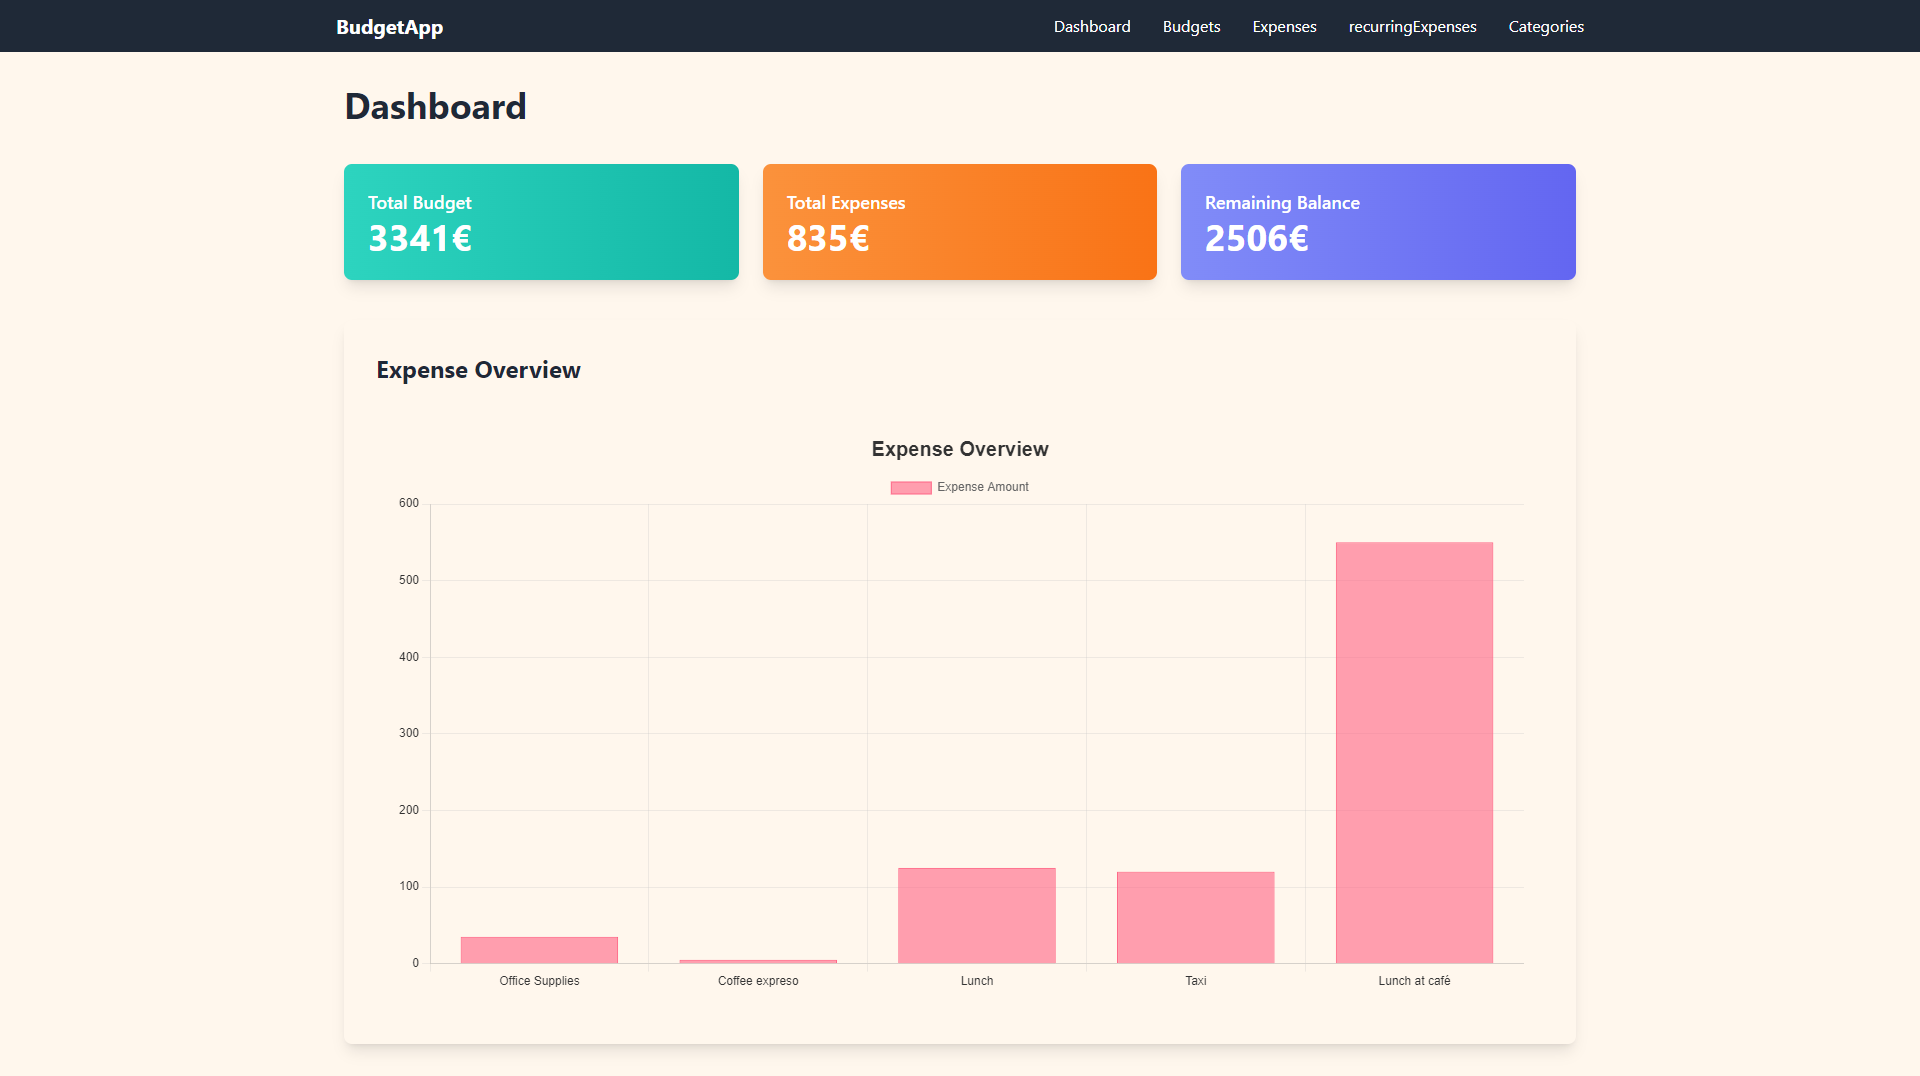 BudgetApp Dashboard Budgets Expenses recurringExpenses Categories
Dashboard
Total Budget
3341€
Total Expenses
835€
Remaining Balance
2506€
Expense Overview
Expense Overview
Expense Amount
600
500
400
300
200
100
0
Office Supplies Coffee expreso Lunch Taxi Lunch at café